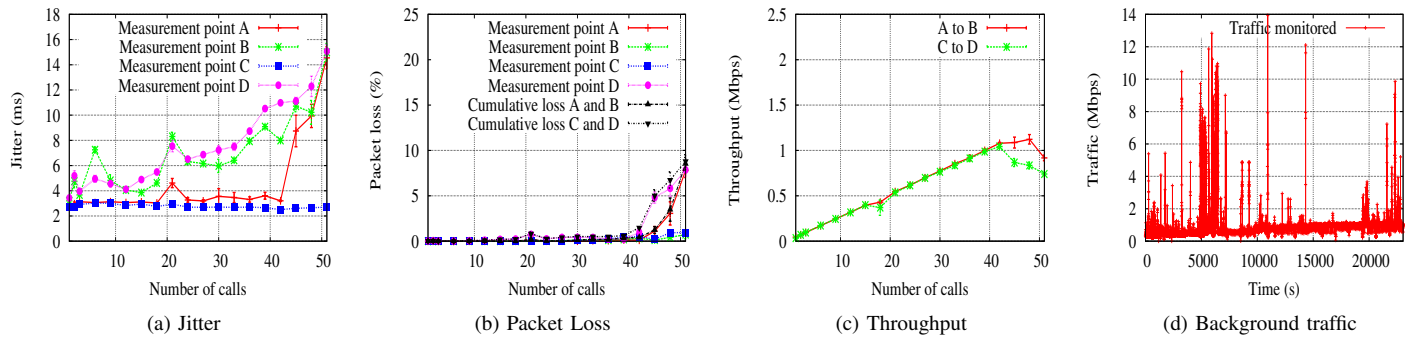 Jitter (ms)
18
16
14
12
10
8
6
4
2
0
10
20
30
40
50
Number of calls
Measurement point A
Measurement point B
Measurement point C
Measurement point D
(a) Jitter
Packet loss (%)
25
20
15
10
5
0
10
20
30
40
50
Number of calls
Measurement point A
Measurement point B
Measurement point C
Measurement point D
Cumulative loss A and B
Cumulative loss C and D
(b) Packet Loss
Throughput (Mbps)
2.5
2
1.5
1
0.5
0
10
20
30
40
50
Number of calls
A to B
C to D
(c) Throughput
Traffic (Mbps)
14
12
10
8
6
4
2
0
0
5000
10000
15000
20000
Time (s)
Traffic monitored
(d) Background traffic